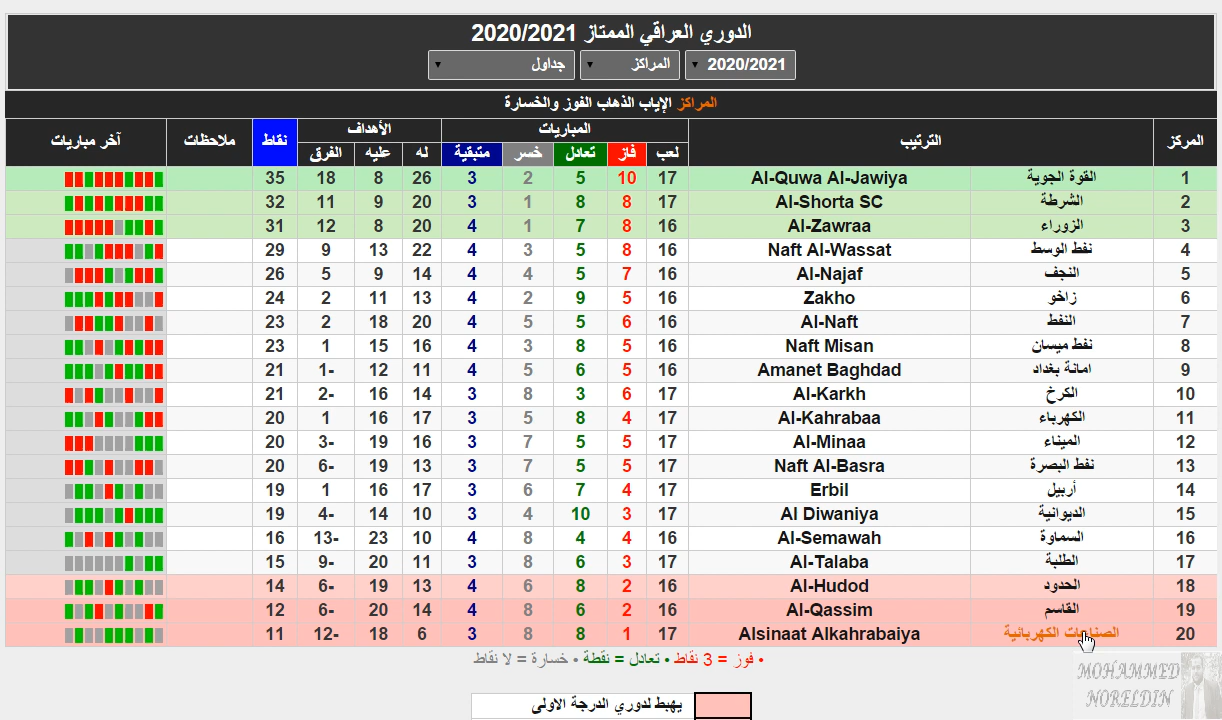 الدوري العراقي الممتاز 2020/2021
2020/2021 المراكز جداول
المراكز الإياب الذهاب الفوز والخسارة
المركز الترتيب المباريات الأهداف نقاط ملاحظات آخر مباريات
لعب فاز تعادل خسر متبقية له عليه الفرق
1 القوة الجوية Al-Quwa Al-Jawiya 17 10 5 2 3 26 8 18 35
2 الشرطة Al-Shorta SC 17 8 8 1 3 20 9 11 32
3 الزوراء Al-Zawraa 16 8 7 1 4 20 8 12 31
4 نفط الوسط Naft Al-Wassat 16 8 5 3 4 22 13 9 29
5 النجف Al-Najaf 16 7 5 4 4 14 9 5 26
6 زاخو Zakho 16 5 9 2 4 13 11 2 24
7 النفط Al-Naft 16 6 5 5 4 20 18 2 23
8 نفط ميسان Naft Misan 16 5 8 3 4 16 15 1 23
9 امانة بغداد Amanet Baghdad 16 5 6 5 4 11 12 1- 21
10 الكرخ Al-Karkh 17 6 3 8 3 14 16 2- 21
11 الكهرباء Al-Kahrabaa 17 4 8 5 3 17 16 1 20
12 الميناء Al-Minaa 17 5 5 7 3 16 19 3- 20
13 نفط البصرة Naft Al-Basra 17 5 5 7 3 13 19 6- 20
14 أربيل Erbil 17 4 7 6 3 17 16 1 19
15 الديوانية Al Diwaniya 17 3 10 4 3 10 14 4- 19
16 السماوة Al-Semawah 16 4 4 8 4 10 23 13- 16
17 الطلبة Al-Talaba 17 3 6 8 3 11 20 9- 15
18 الحدود Al-Hudod 16 2 8 6 4 13 19 6- 14
19 القاسم Al-Qassim 16 2 6 8 4 14 20 6- 12
20 الصناعات الكهربائية Alsinaat Alkahrabaiya 17 1 8 8 3 6 18 12- 11
• فوز = 3 نقاط • تعادل = نقطة • خسارة = لا نقاط
يهبط لدوري الدرجة الاولى
MOHAMMED
NORELDIN